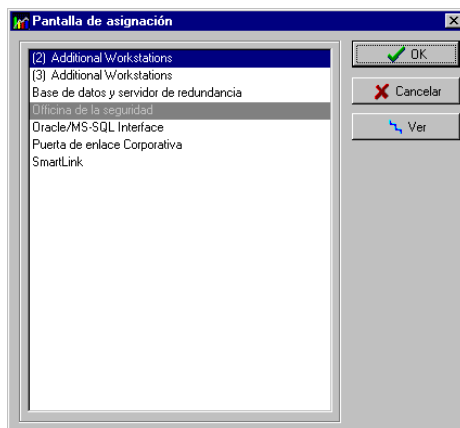 Pantalla de asignación
(2) Additional Workstations
(3) Additional Workstations
Base de datos y servidor de redundancia
Officina de la seguridad
Oracle/MS-SQL Interface
Puerta de enlace Corporativa
SmartLink
OK
Cancelar
Ver